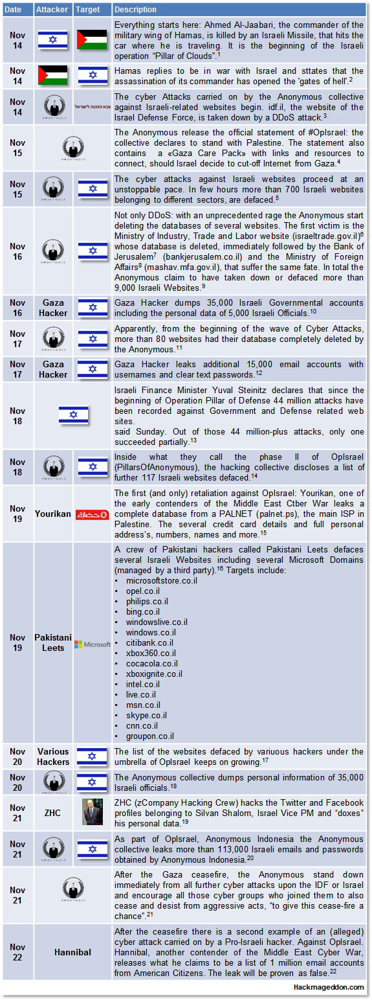 Date Attacker Target Description
Nov 14
Everything starts here: Ahmed Al-Jaabari, the commander of the
military wing of Hamas, is killed by an Israeli Missile, that hits the
car where he is traveling. It is the beginning of the Israeli
operation “Pillar of Clouds”.1
Nov 14
Hamas replies to be in war with Israel and sttates that the
assassination of its commander has opened the 'gates of hell'.2
Nov 14
ANONYMOUS
צבא ההגנה לישראל
The cyber Attacks carried on by the Anonymous collective
against Israeli-related websites begin. idf.il, the website of the
Israel Defense Force, is taken down by a DDoS attack.3
Nov 15
ANONYMOUS
The Anonymous release the official statement of #OpIsrael: the
collective declares to stand with Palestine. The statement also
contains a «Gaza Care Pack» with links and resources to
connect, should Israel decide to cut-off Internet from Gaza.4
Nov 15
ANONYMOUS
The cyber attacks against Israeli websites proceed at an
unstoppable pace. In few hours more than 700 Israeli websites
belonging to different sectors, are defaced.5
Nov 16
ANONYMOUS
Not only DDoS: with an unprecedented rage the Anonymous start
deleting the databases of several websites. The first victim is the
Ministry of Industry, Trade and Labor website (israeltrade.gov.il)6
whose database is deleted, immediately followed by the Bank of
Jerusalem7 (bankjerusalem.co.il) and the Ministry of Foreign
Affairs8 (mashav.mfa.gov.il), that suffer the same fate. In total the
Anonymous claim to have taken down or defaced more than
9,000 Israeli Websites.9
Nov 16
Gaza Hacker
Gaza Hacker dumps 35,000 Israeli Governmental accounts
including the personal data of 5,000 Israeli Officials.10
Nov 17
ANONYMOUS
Apparently, from the beginning of the wave of Cyber Attacks,
more than 80 websites had their database completely deleted by
the Anonymous.11
Nov 17
Gaza Hacker
Gaza Hacker leaks additional 15,000 email accounts with
usernames and clear text passwords.12
Nov 18
Israeli Finance Minister Yuval Steinitz declares that since the
beginning of Operation Pillar of Defense 44 million attacks have
been recorded against Government and Defense related web
sites.
said Sunday. Out of those 44 million-plus attacks, only one
succeeded partially.13
Nov 18
ANONYMOUS
Inside what they call the phase II of OpIsrael
(PillarsOfAnonymous), the hacking collective discloses a list of
further 117 Israeli websites defaced.14
Nov 19
Yourikan
حضارة
The first (and only) retaliation against OpIsrael: Yourikan, one of
the early contenders of the Middle East Ctber War leaks a
complete database from a PALNET (palnet.ps), the main ISP in
Palestine. The several credit card details and full personal
address’s, numbers, names and more.15
Nov 19
Pakistani Leets
Microsoft
A crew of Pakistani hackers called Pakistani Leets defaces
several Israeli Websites including several Microsoft Domains
(managed by a third party).16 Targets include:
• microsoftstore.co.il
• opel.co.il
• philips.co.il
• bing.co.il
• windowslive.co.il
• windows.co.il
• citibank.co.il
• xbox360.co.il
• cocacola.co.il
• xboxignite.co.il
• intel.co.il
• live.co.il
• msn.co.il
• skype.co.il
• cnn.co.il
• groupon.co.il
Nov 20
Various Hackers
The list of the websites defaced by varuious hackers under the
umbrella of OpIsrael keeps on growing.17
Nov 20
ANONYMOUS
The Anonymous collective dumps personal information of 35,000
Israeli officials.18
Nov 21
ZHC
ZHC (zCompany Hacking Crew) hacks the Twitter and Facebook
profiles belonging to Silvan Shalom, Israel Vice PM and “doxes”
his personal data.19
Nov 21
ANONYMOUS
As part of OpIsrael, Anonymous Indonesia the Anonymous
collective leaks more than 113,000 Israeli emails and passwords
obtained by Anonymous Indonesia.20
Nov 21
ANONYMOUS
After the Gaza ceasefire, the Anonymous stand down
immediately from all further cyber attacks upon the IDF or Israel
and encourage all those cyber groups who joined them to also
cease and desist from aggressive acts, “to give this cease-fire a
chance”.21
Nov 22
Hannibal
After the ceasefire there is a second example of an (alleged)
cyber attack carried on by a Pro-Israeli hacker. Against OpIsrael.
Hannibal, another contender of the Middle East Cyber War,
releases what he claims to be a list of 1 million email accounts
from American Citizens. The leak will be proven as false.22
Hackmageddon.com